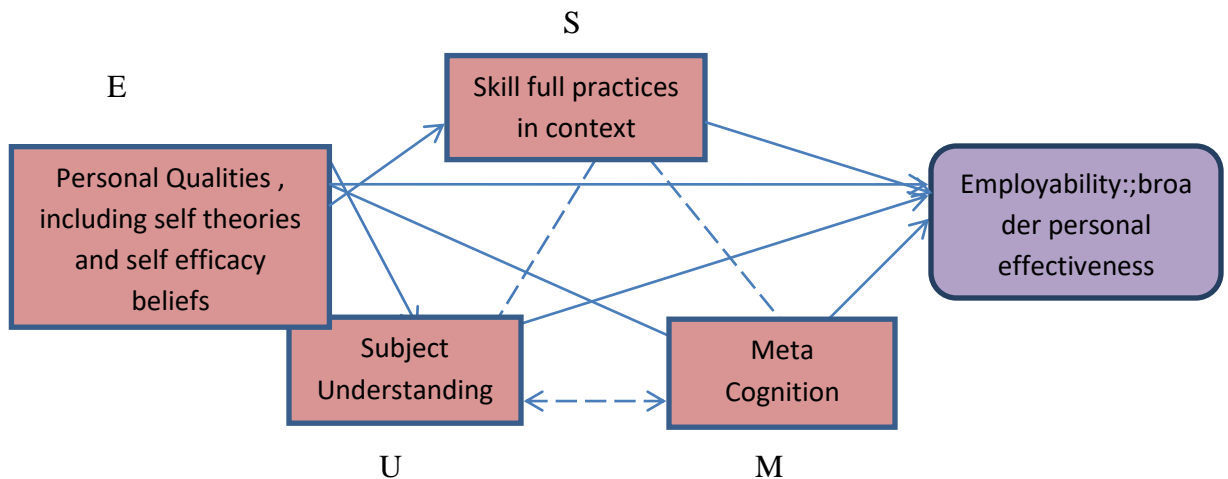 S
Skill full practices
in context
E
Personal Qualities ,
including self theories
and self efficacy
beliefs
Employability:;broa
der personal
effectiveness
Subject
Understanding
Meta
Cognition
U
M